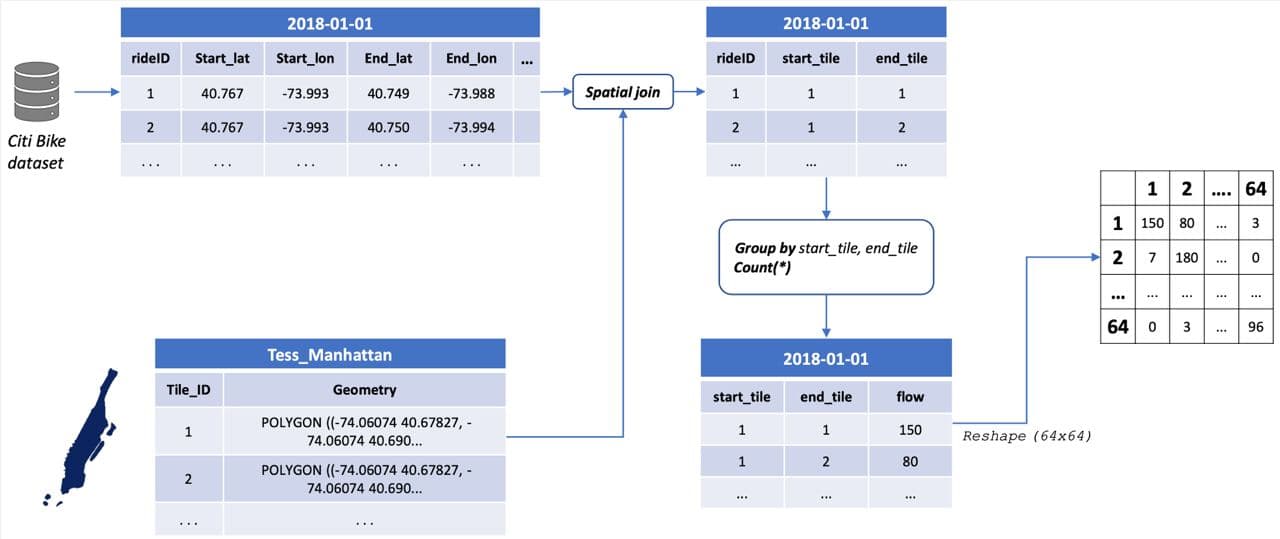 2018-01-01
rideID Start_lat Start_lon End_lat End_lon ...
1 40.767 -73.993 40.749 -73.988
2 40.767 -73.993 40.750 -73.994
... ... ... ... ...
Citi Bike
dataset
Spatial join
2018-01-01
rideID start_tile end_tile
1 1 1
2 1 2
... ... ...
Group by start_tile, end_tile
Count(*)
Tess_Manhattan
Tile_ID Geometry
1 POLYGON ((-74.06074 40.67827, -
74.06074 40.690...
2 POLYGON ((-74.06074 40.67827, -
74.06074 40.690...
... ...
2018-01-01
start_tile end_tile flow
1 1 150
1 2 80
... ... ...
Reshape (64x64)
1 2 .... 64
1 150 80 ... 3
2 7 180 ... 0
... ... ... ... ...
64 0 3 ... 96